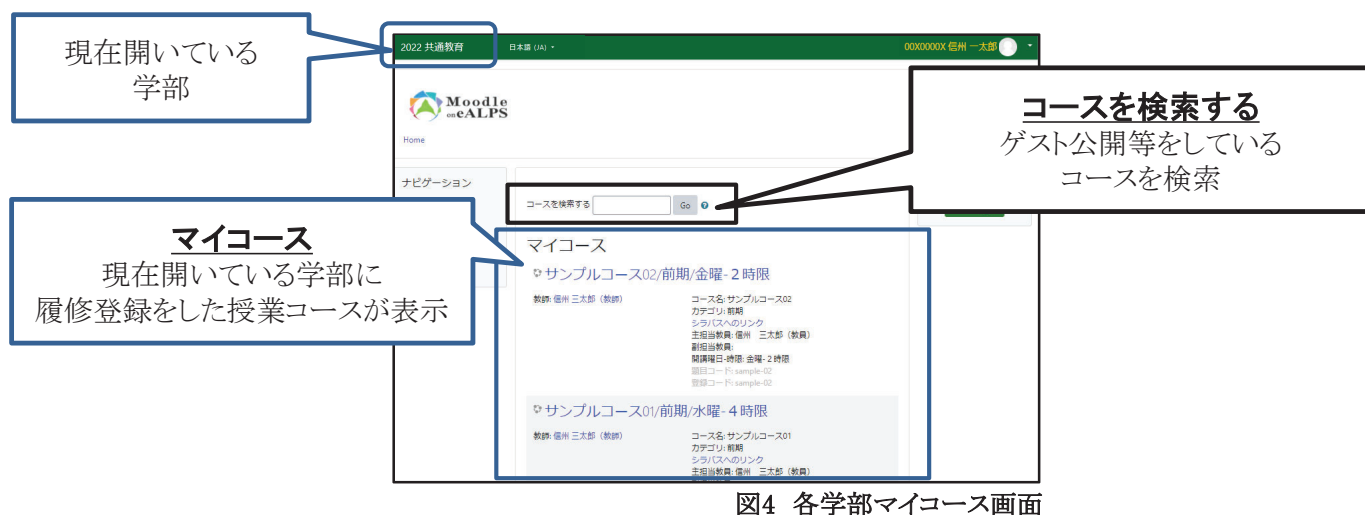 現在開いている
学部
2022 共通教育
日本語 (JA)
00X0000X 信州 一太郎
Moodle
on eALPS
Home
コースを検索する
ゲスト公開等をしている
コースを検索
ナビゲーション
コースを検索する
Go
マイコース
現在開いている学部に
履修登録をした授業コースが表示
マイコース
サンプルコース02/前期/金曜-２時限
教師: 信州 三太郎（教師）
コース名: サンプルコース02
カテゴリ: 前期
シラバスへのリンク
主担当教員: 信州　三太郎（教員）
副担当教員:
開講曜日-時限: 金曜-２時限
題目コード: sample-02
登録コード: sample-02
サンプルコース01/前期/水曜-４時限
教師: 信州 三太郎（教師）
コース名: サンプルコース01
カテゴリ: 前期
シラバスへのリンク
主担当教員: 信州　三太郎（教員）
図4 各学部マイコース画面